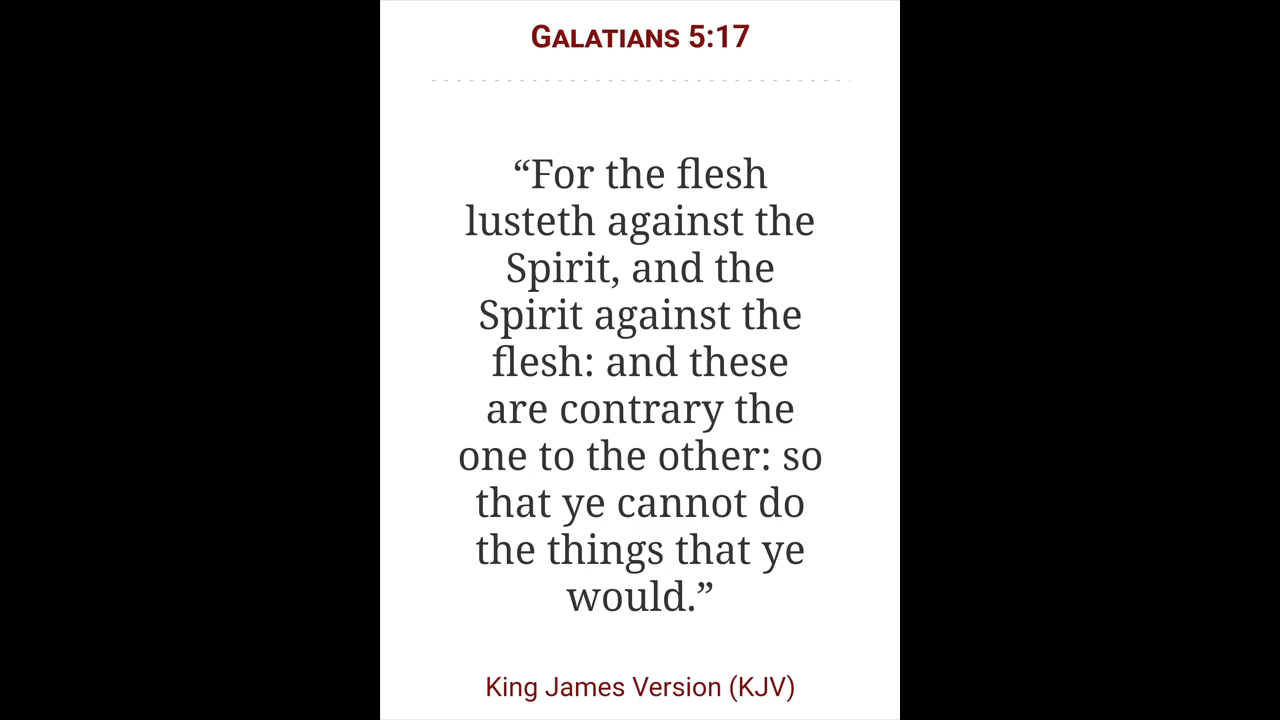 GALATIANS 5:17
“For the flesh
lusteth against the
Spirit, and the
Spirit against the
flesh: and these
are contrary the
one to the other: so
that ye cannot do
the things that ye
would.”
King James Version (KJV)